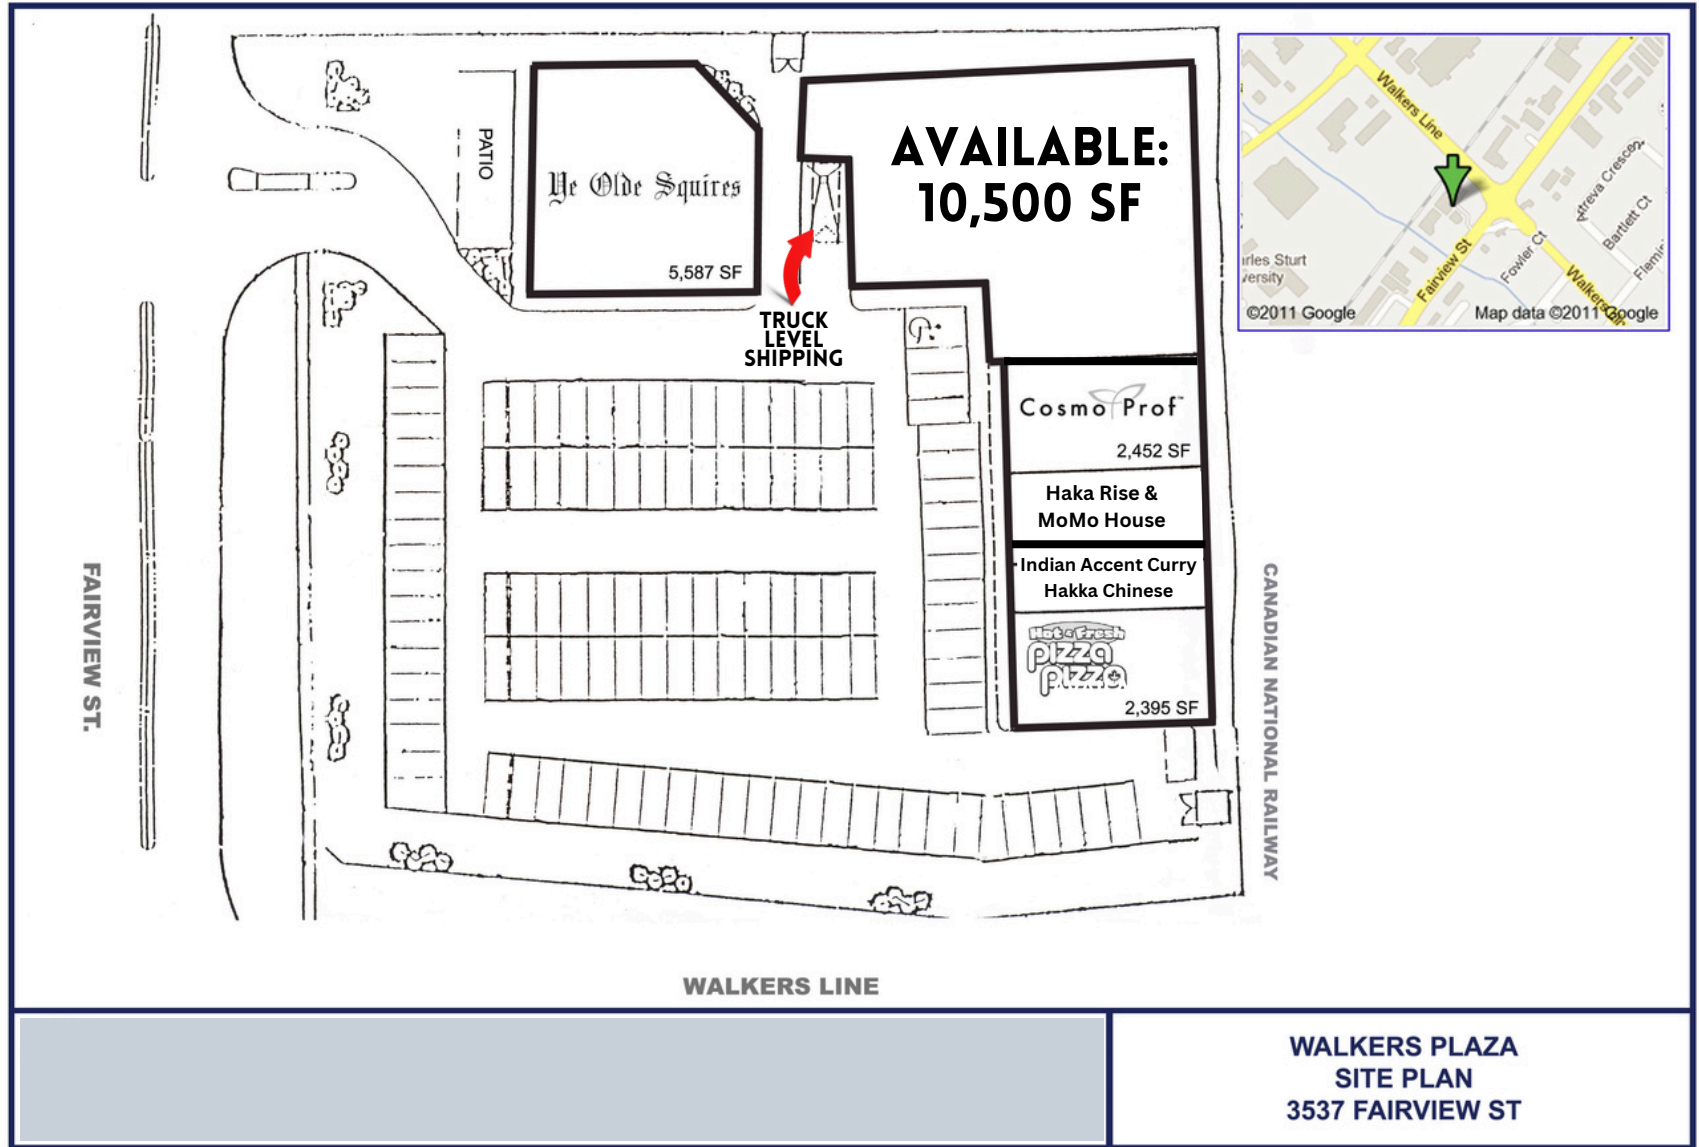 PATIO
Ye Olde Squires
5,587 SF
AVAILABLE:
10,500 SF
TRUCK
LEVEL
SHIPPING
Cosmo Prof
2,452 SF
Haka Rise &
MoMo House
Indian Accent Curry
Hakka Chinese
Hot & Fresh
pizza
pizza
2,395 SF
FAIRVIEW ST.
CANADIAN NATIONAL RAILWAY
WALKERS LINE
Walkers Line
Fairview St
Fowler Ct
Bartlett Ct
rles Sturt
versity
©2011 Google
Map data ©2011 Google
WALKERS PLAZA
SITE PLAN
3537 FAIRVIEW ST